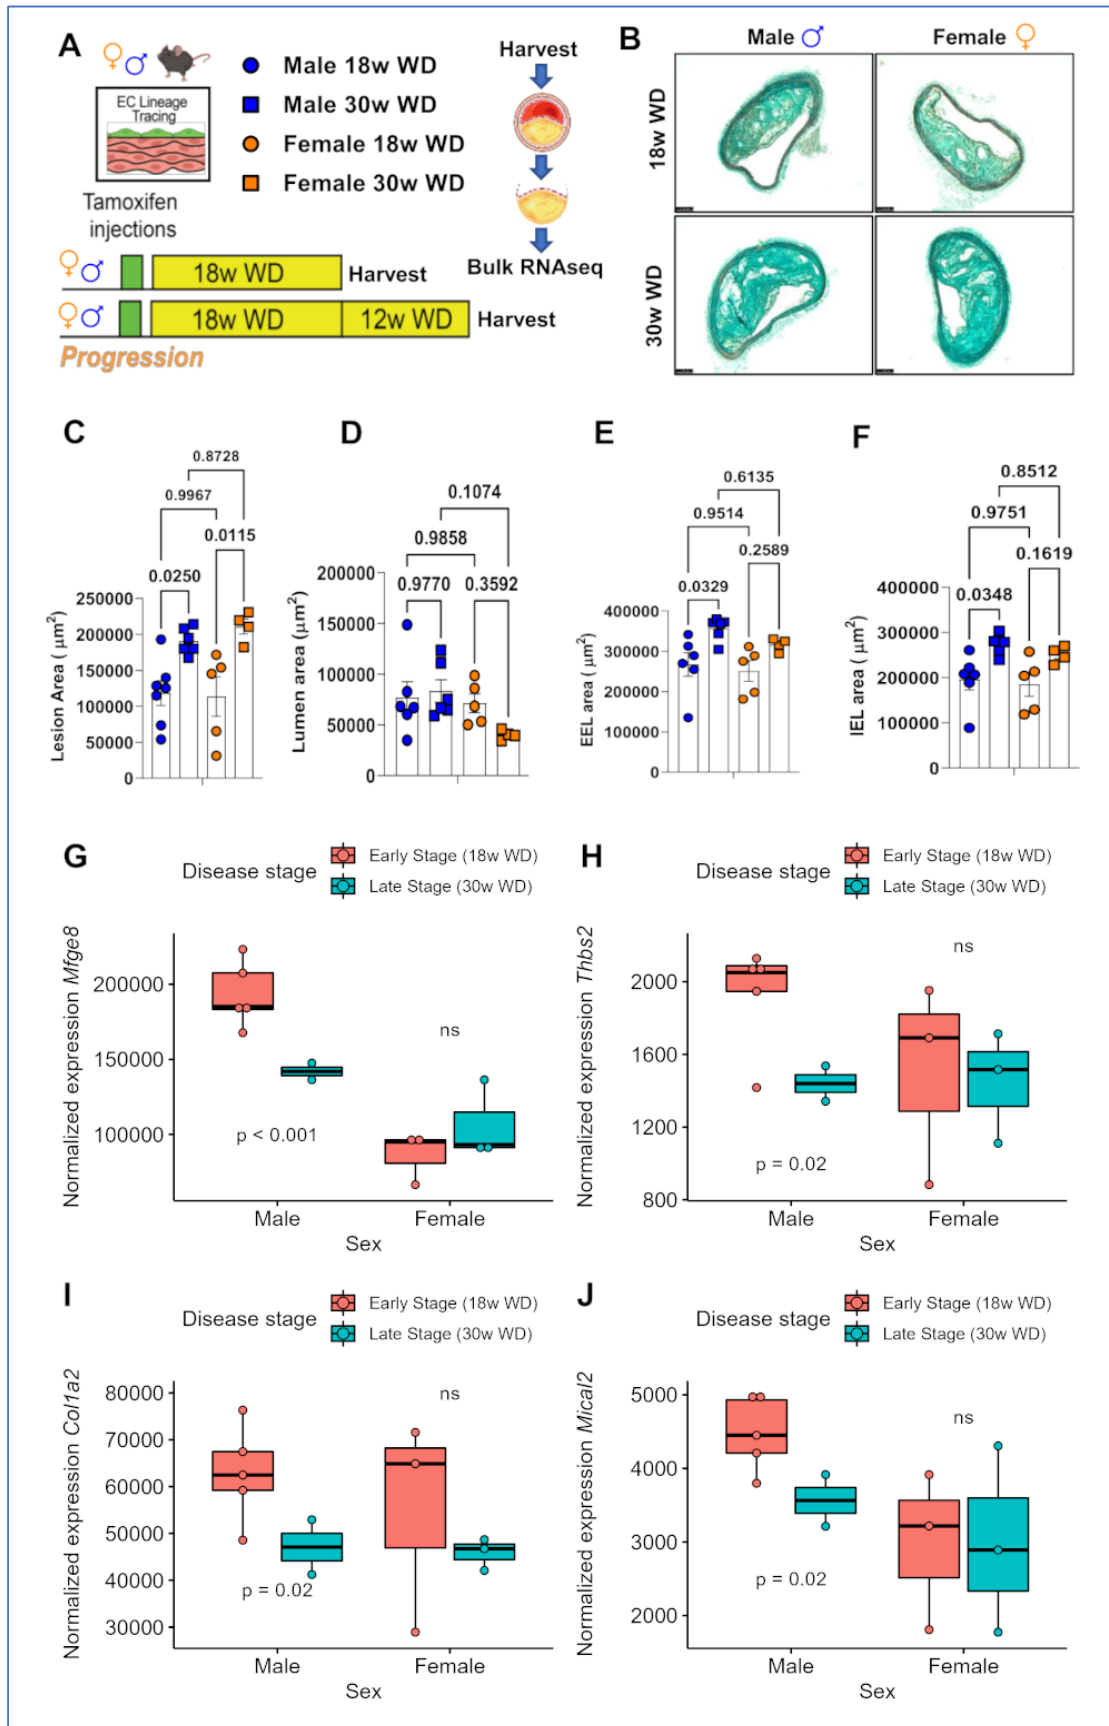 A
EC Lineage
Tracing
Tamoxifen
injections
Male 18w WD
Male 30w WD
Female 18w WD
Female 30w WD
Harvest
Bulk RNAseq
18w WD
Harvest
18w WD
12w WD
Harvest
Progression
B
Male ♂
Female ♀
18w WD
30w WD
C
0.8728
0.9967
0.0115
0.0250
Lesion Area ( μm²)
250000
200000
150000
100000
50000
0
D
0.1074
0.9858
0.9770
0.3592
Lumen area (μm²)
200000
150000
100000
50000
0
E
0.6135
0.9514
0.2589
0.0329
EEL area ( μm²)
400000
300000
200000
100000
0
F
0.8512
0.9751
0.1619
0.0348
IEL area ( μm²)
400000
300000
200000
100000
0
G
Disease stage
Early Stage (18w WD)
Late Stage (30w WD)
Normalized expression Mfge8
200000
150000
100000
ns
p < 0.001
Male
Female
Sex
H
Disease stage
Early Stage (18w WD)
Late Stage (30w WD)
Normalized expression Thbs2
2000
1600
1200
800
ns
p = 0.02
Male
Female
Sex
I
Disease stage
Early Stage (18w WD)
Late Stage (30w WD)
Normalized expression Col1a2
80000
70000
60000
50000
40000
30000
ns
p = 0.02
Male
Female
Sex
J
Disease stage
Early Stage (18w WD)
Late Stage (30w WD)
Normalized expression Mical2
5000
4000
3000
2000
ns
p = 0.02
Male
Female
Sex